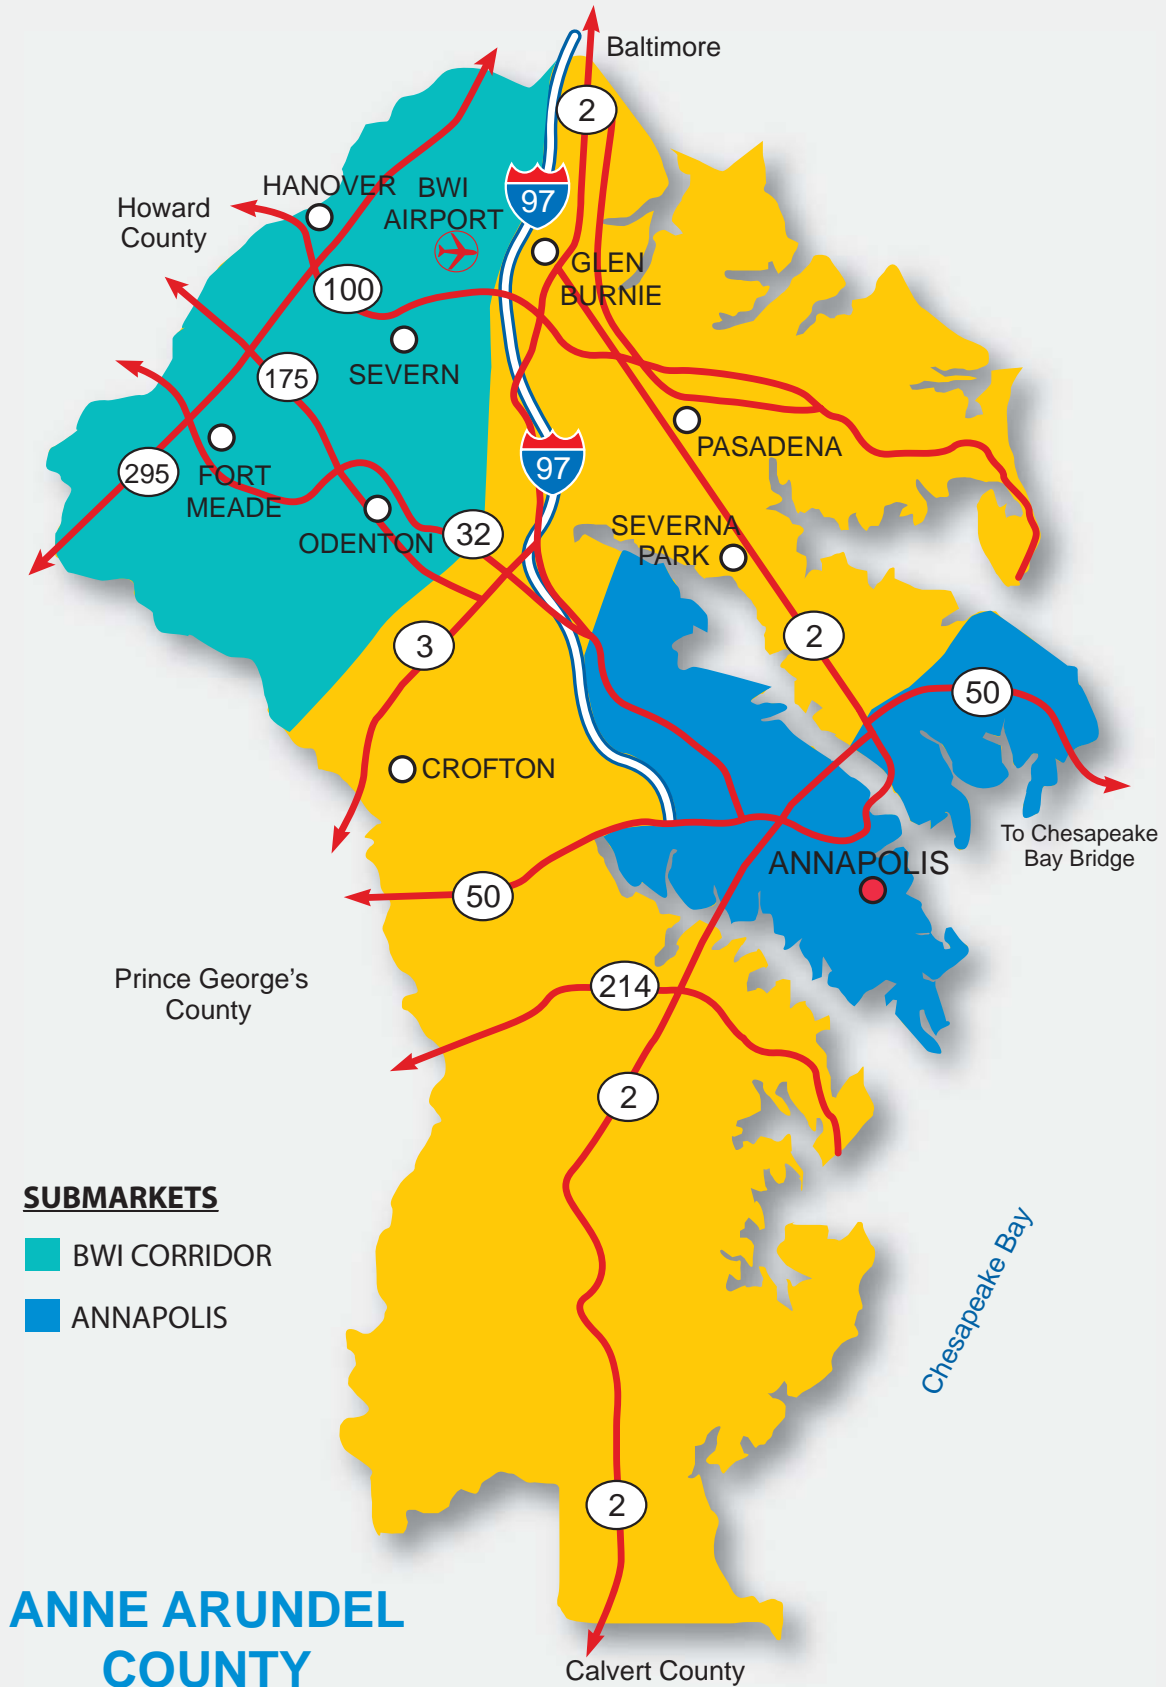 Baltimore
2
HANOVER
BWI
AIRPORT
97
Howard
County
GLEN
BURNIE
100
SEVERN
175
97
PASADENA
295
FORT
MEADE
ODENTON
32
SEVERNA
PARK
3
2
50
CROFTON
To Chesapeake
Bay Bridge
ANNAPOLIS
50
Prince George's
County
214
2
SUBMARKETS
BWI CORRIDOR
ANNAPOLIS
Chesapeake Bay
2
ANNE ARUNDEL
COUNTY
Calvert County